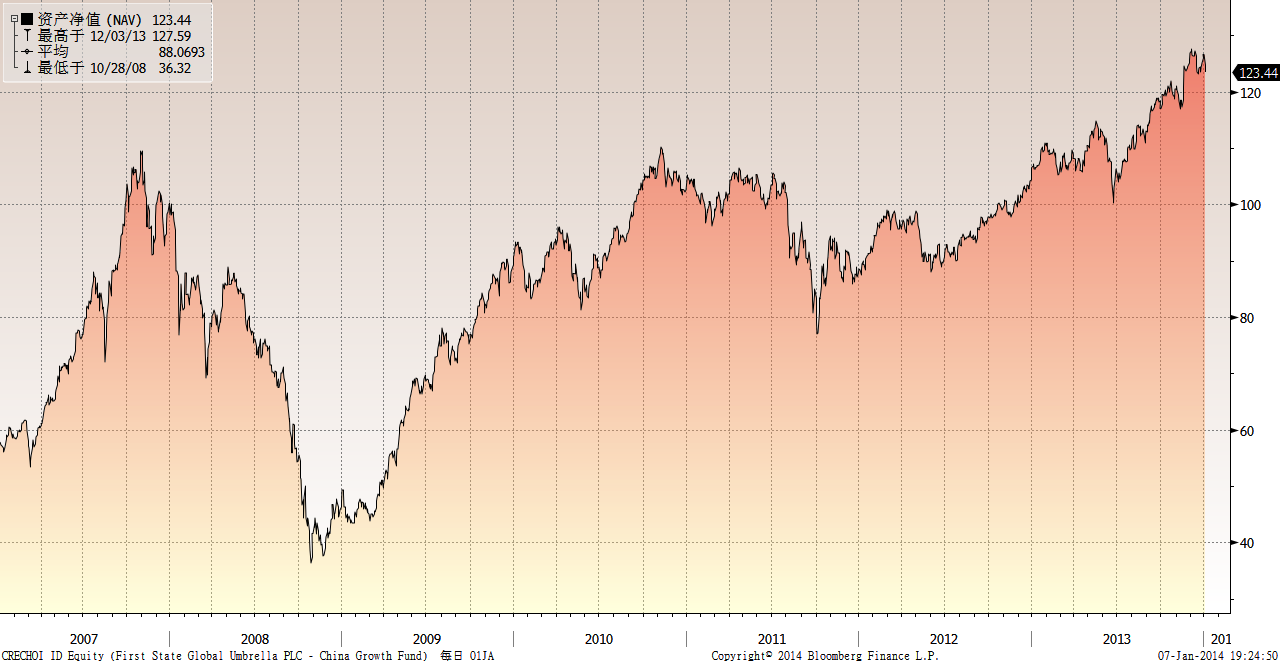 资产净值 (NAV) 123.44
最高于 12/03/13 127.59
平均 88.0693
最低于 10/28/08 36.32
123.44
120
100
80
60
40
2007 2008 2009 2010 2011 2012 2013 201
CRECHOI ID Equity (First State Global Umbrella PLC - China Growth Fund) 每日 01JA Copyright© 2014 Bloomberg Finance L.P. 07-Jan-2014 19:24:50